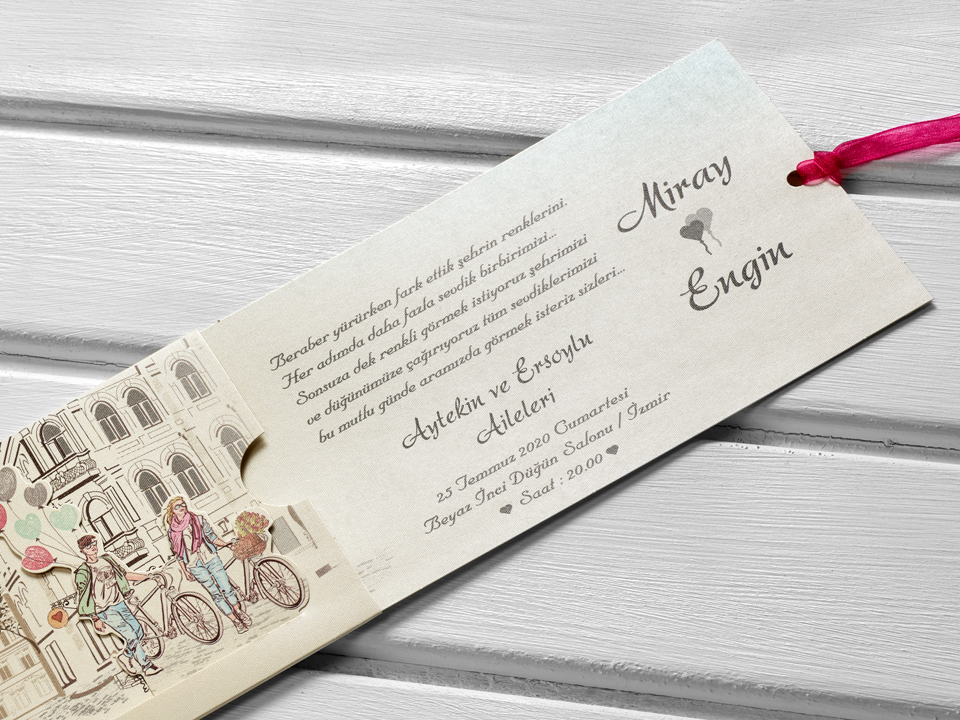 Miray
Engin
Beraber yürürken fark ettik şehrin renklerini.
Her adımda daha fazla sevdik birbirimizi...
Sonsuza dek renkli görmek istiyoruz şehrimizi
ve düğünümüze çağırıyoruz tüm sevdiklerimizi
bu mutlu günde aramızda görmek isteriz sizleri...
Aytekin ve Ersoylu
Aileleri
25 Temmuz 2020 Cumartesi
Beyaz İnci Düğün Salonu / İzmir
Saat : 20.00